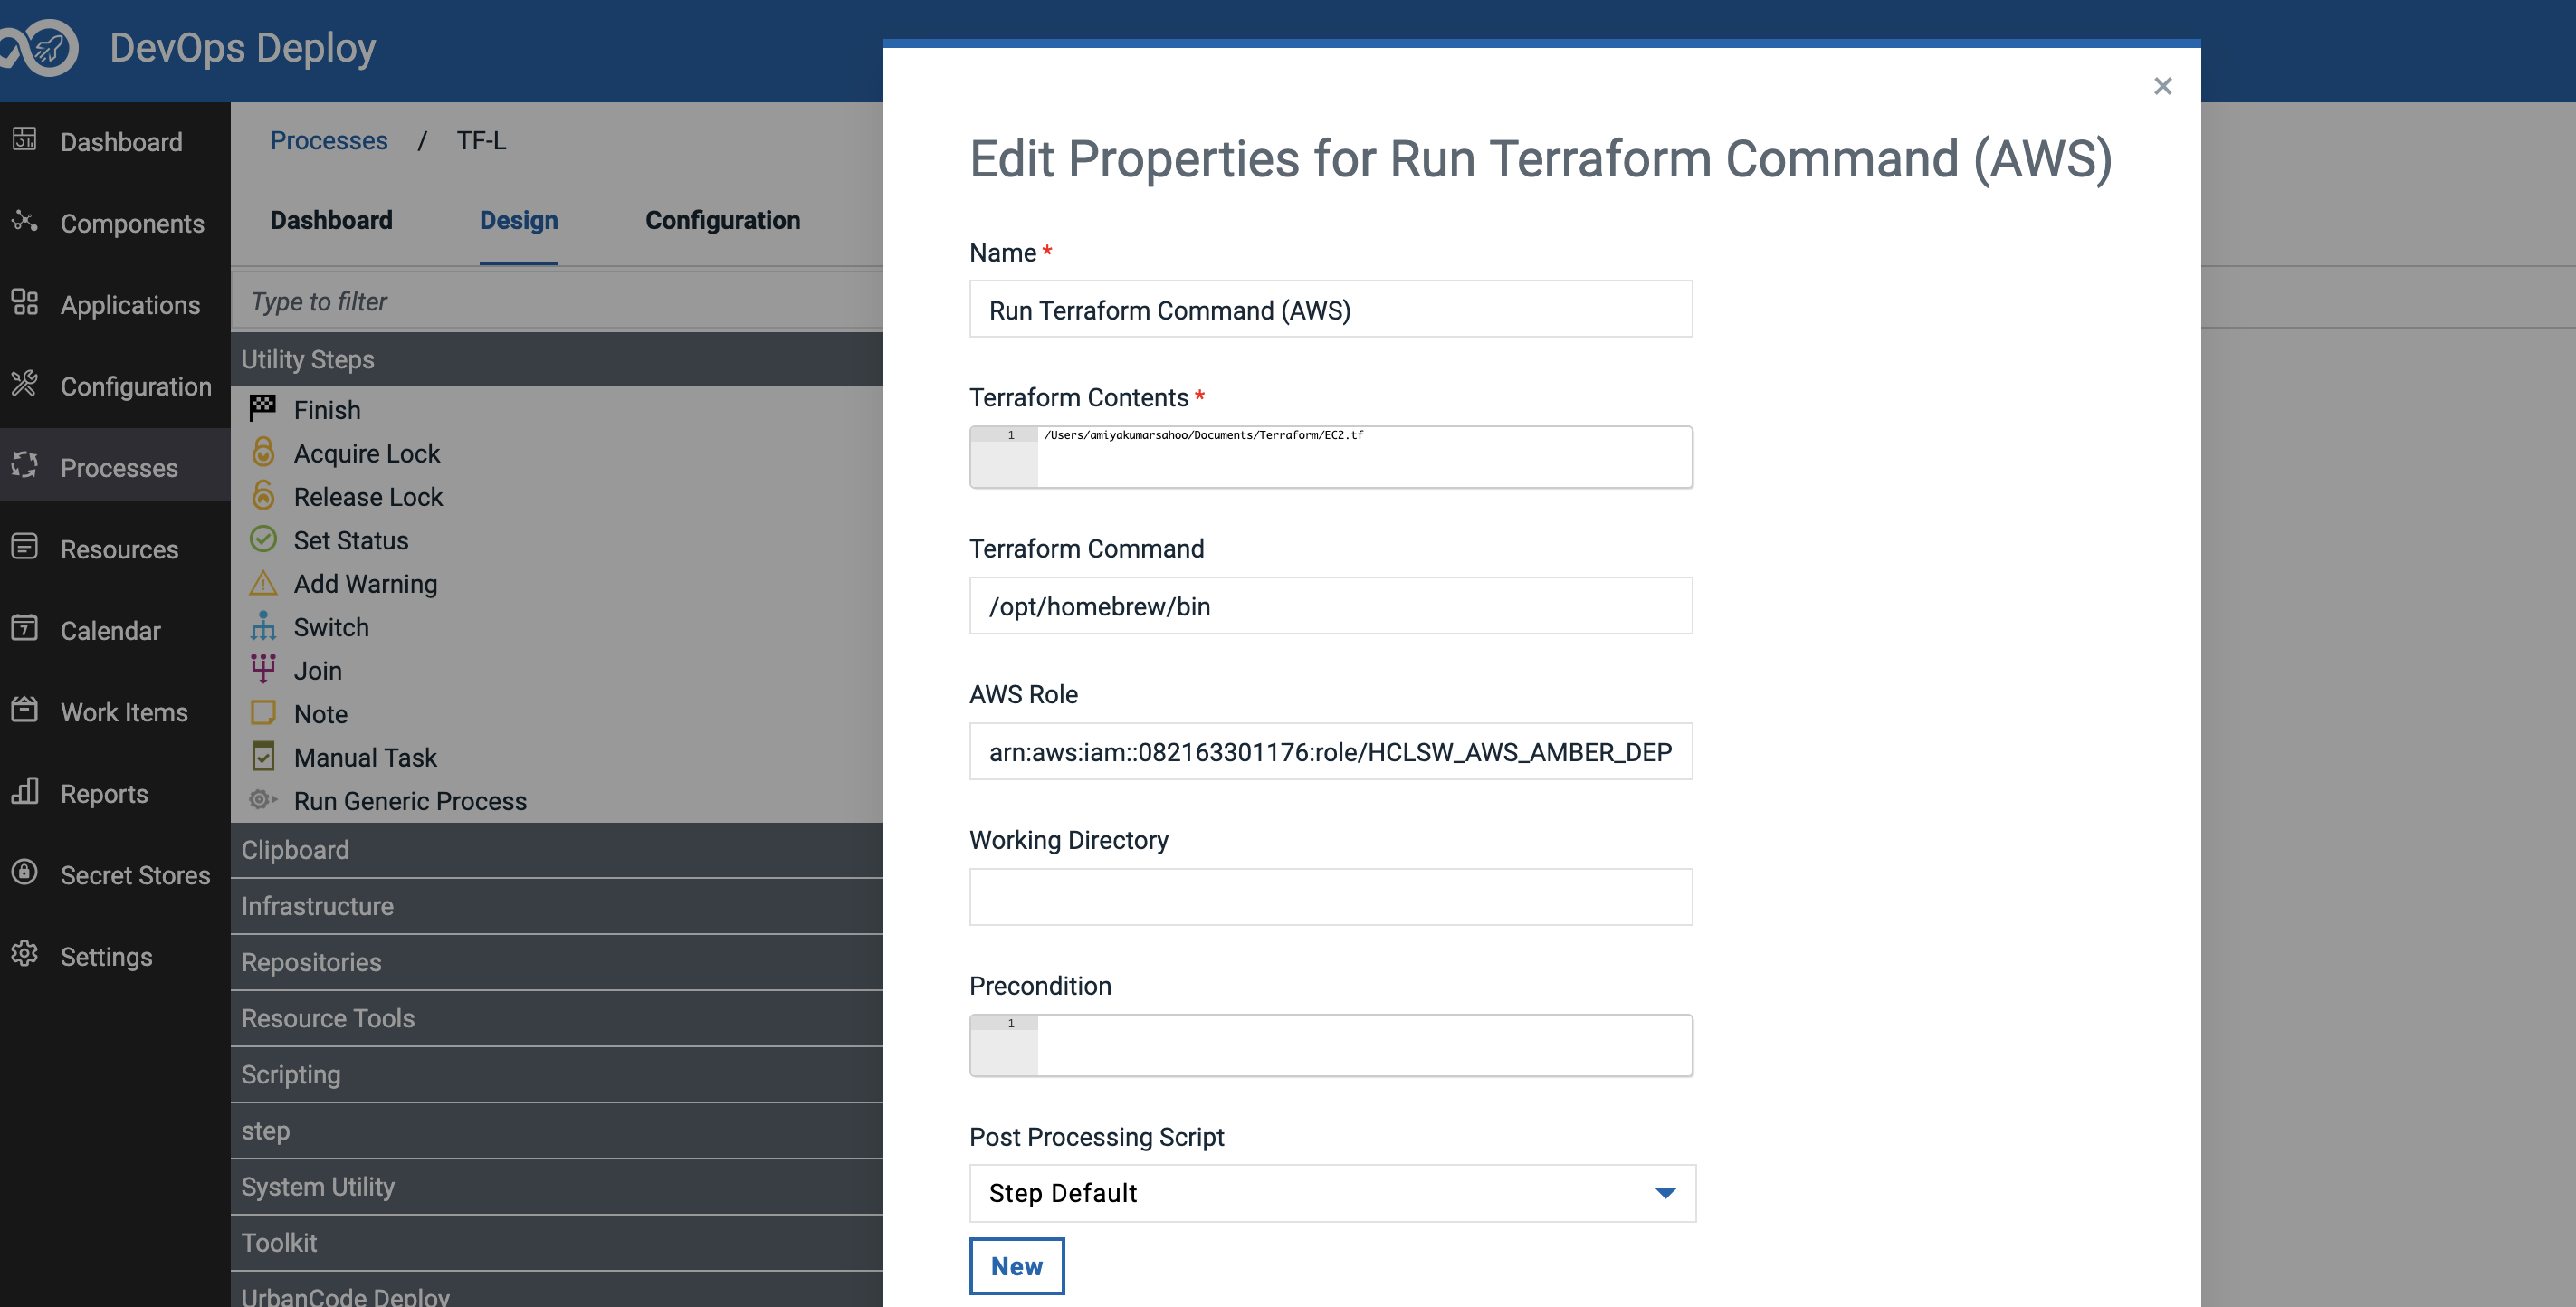 DevOps Deploy
Dashboard
Components
Applications
Configuration
Processes
Resources
Calendar
Work Items
Reports
Secret Stores
Settings
Processes / TF-L
Dashboard Design Configuration
Type to filter
Utility Steps
Finish
Acquire Lock
Release Lock
Set Status
Add Warning
Switch
Join
Note
Manual Task
Run Generic Process
Clipboard
Infrastructure
Repositories
Resource Tools
Scripting
step
System Utility
Toolkit
UrbanCode Deploy
×
Edit Properties for Run Terraform Command (AWS)
Name *
Run Terraform Command (AWS)
Terraform Contents *
1 /Users/amiyakumarsahoo/Documents/Terraform/EC2.tf
Terraform Command
/opt/homebrew/bin
AWS Role
arn:aws:iam::082163301176:role/HCLSW_AWS_AMBER_DEP
Working Directory
Precondition
1
Post Processing Script
Step Default
New